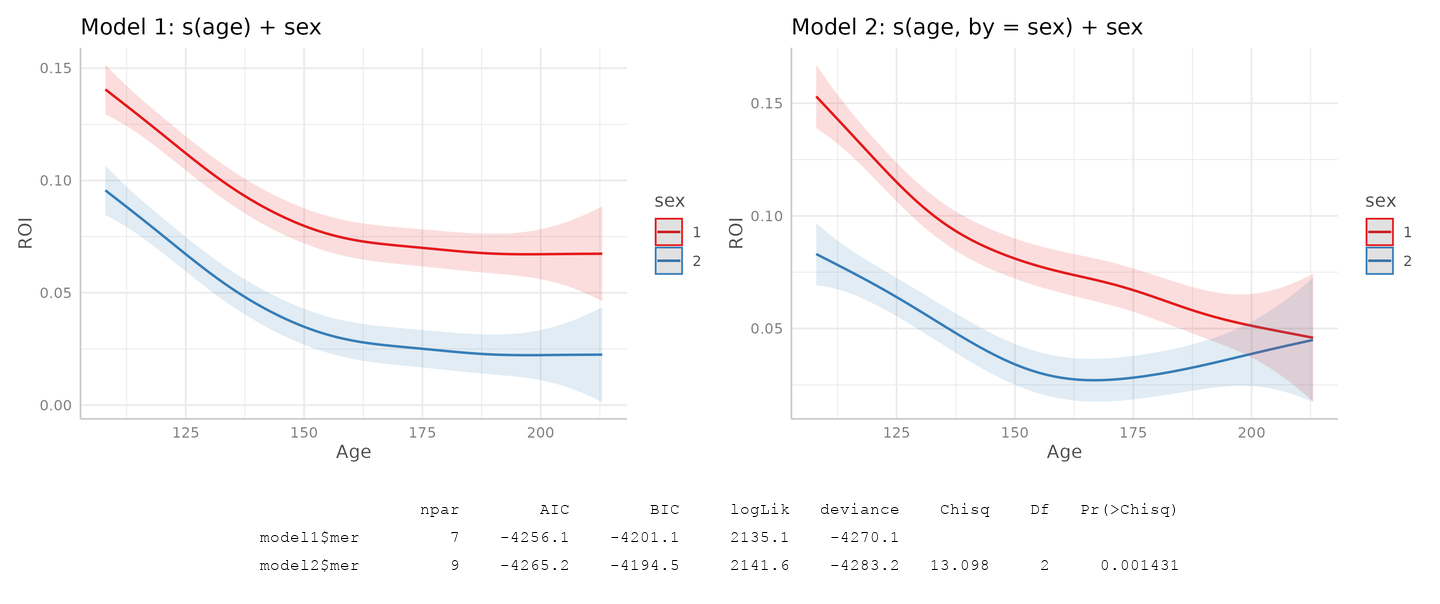 Model 1: s(age) + sex
0.15
0.10
0.05
0.00
ROI
125 150 175 200
Age
sex
1
2
Model 2: s(age, by = sex) + sex
0.15
0.10
0.05
ROI
125 150 175 200
Age
sex
1
2
npar AIC BIC logLik deviance Chisq Df Pr(>Chisq)
model1$mer 7 -4256.1 -4201.1 2135.1 -4270.1
model2$mer 9 -4265.2 -4194.5 2141.6 -4283.2 13.098 2 0.001431